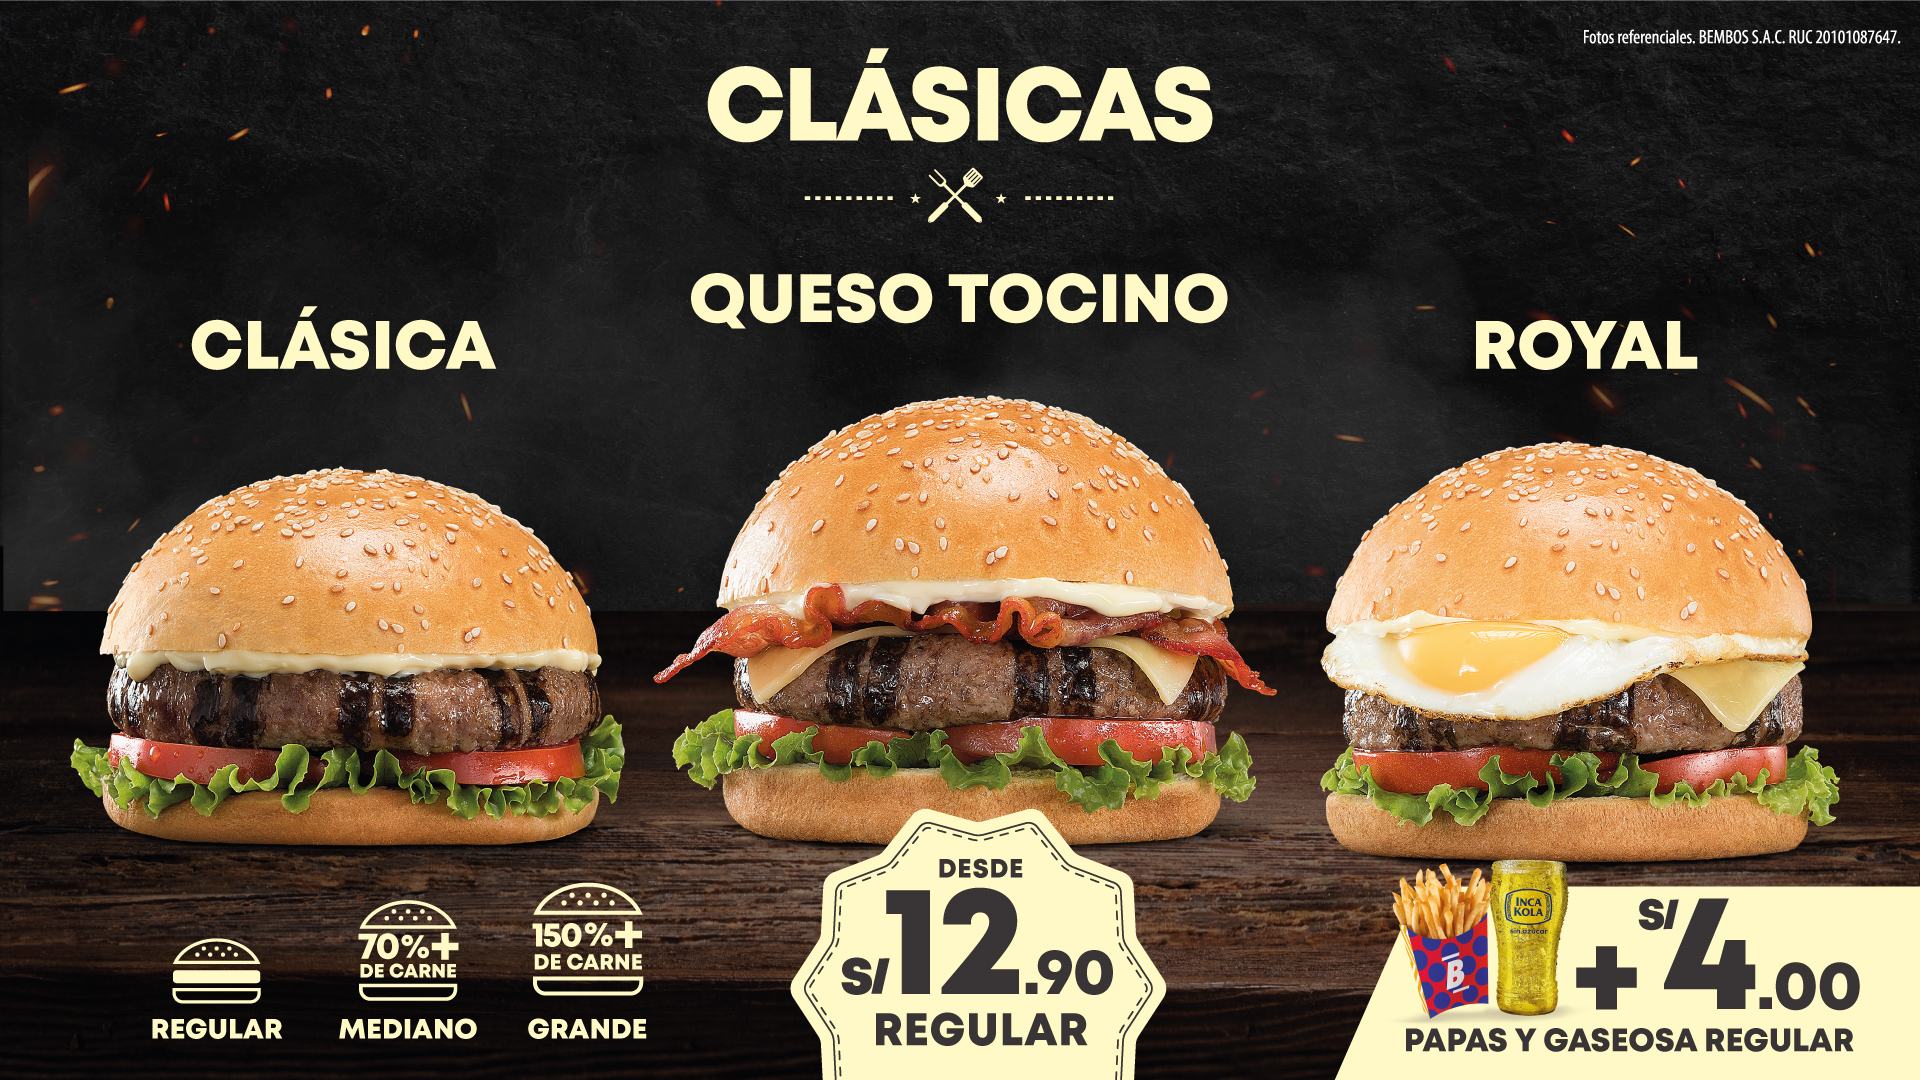 Fotos referenciales. BEMBOS S.A.C. RUC 20101087647.
CLÁSICAS
CLÁSICA
QUESO TOCINO
ROYAL
REGULAR
70%+
DE CARNE
MEDIANO
150%+
DE CARNE
GRANDE
DESDE
S/12.90
REGULAR
B
INCA
KOLA
sin azúcar
+ S/4.00
PAPAS Y GASEOSA REGULAR